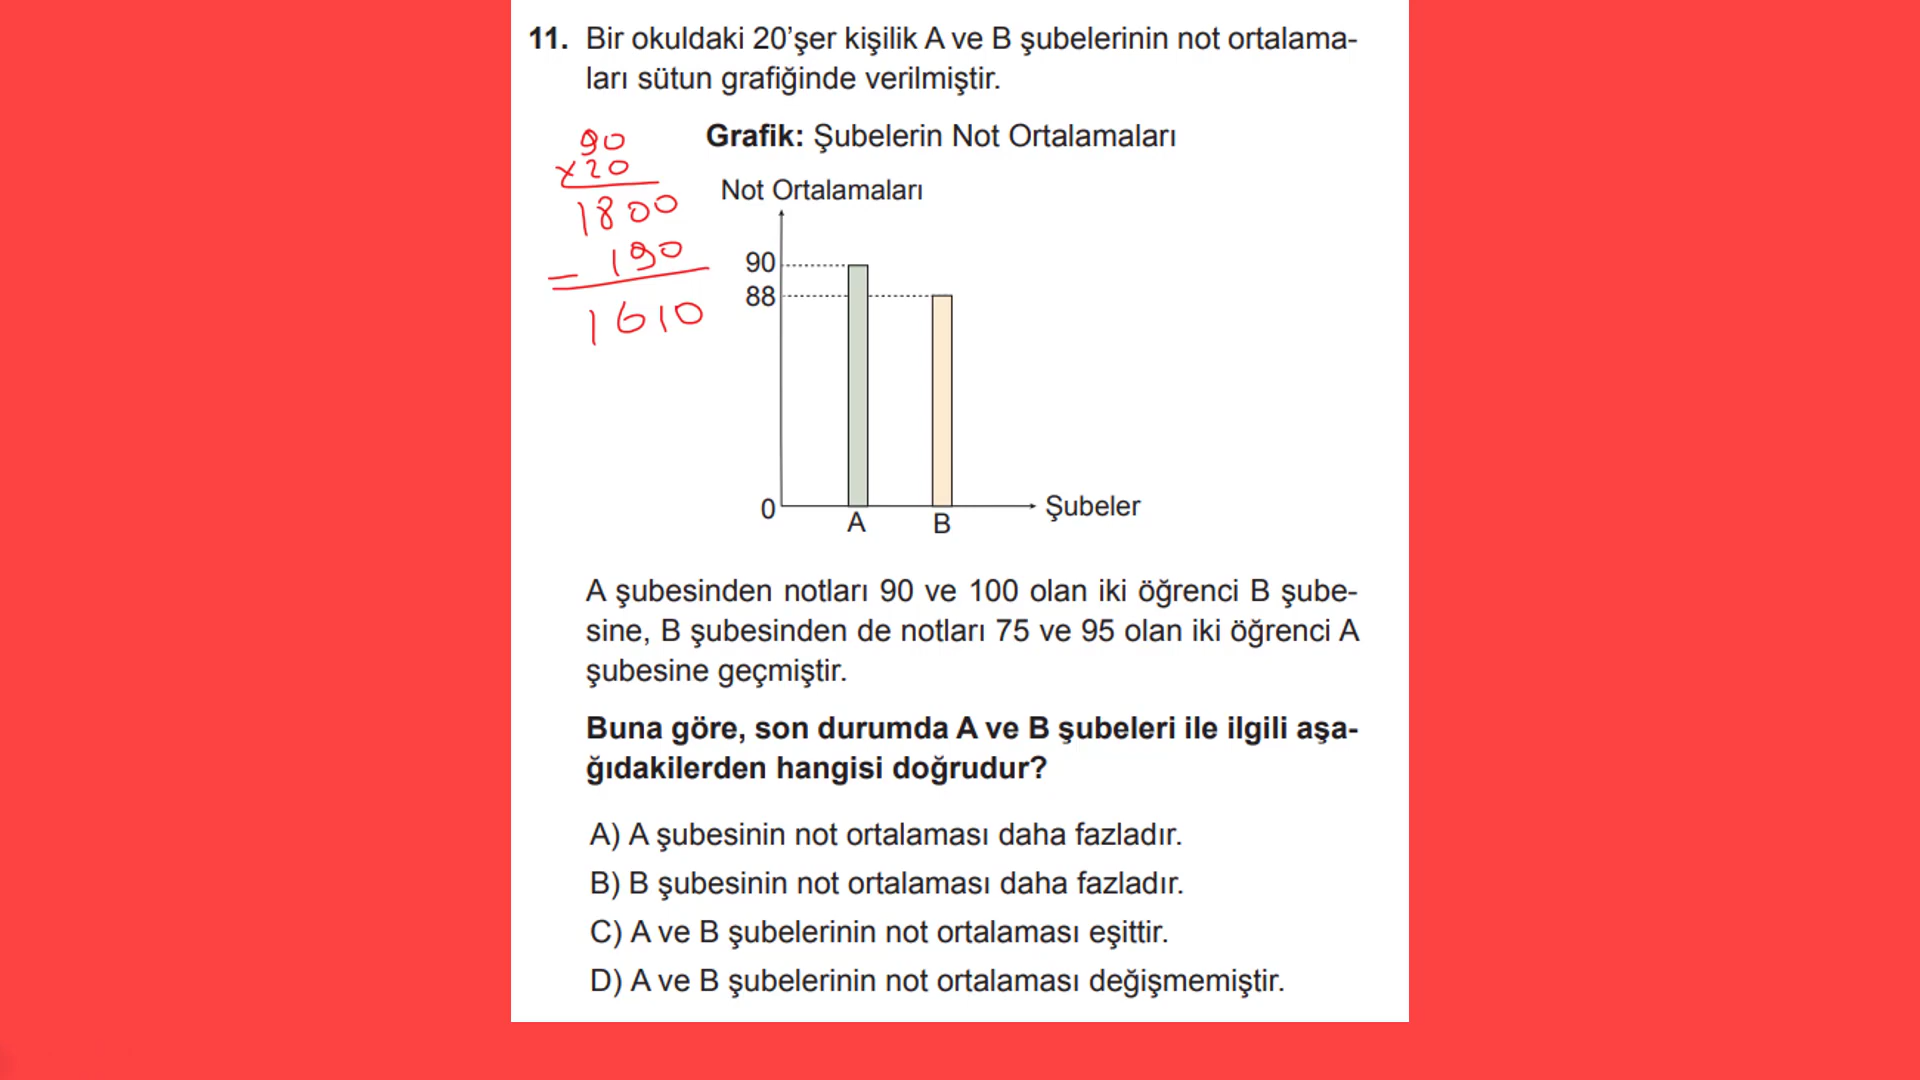 11. Bir okuldaki 20'şer kişilik A ve B şubelerinin not ortalama-
ları sütun grafiğinde verilmiştir.
Grafik: Şubelerin Not Ortalamaları
90
x20
1800
- 190
1610
Not Ortalamaları
90
88
0
A
B
Şubeler
A şubesinden notları 90 ve 100 olan iki öğrenci B şube-
sine, B şubesinden de notları 75 ve 95 olan iki öğrenci A
şubesine geçmiştir.
Buna göre, son durumda A ve B şubeleri ile ilgili aşa-
ğıdakilerden hangisi doğrudur?
A) A şubesinin not ortalaması daha fazladır.
B) B şubesinin not ortalaması daha fazladır.
C) A ve B şubelerinin not ortalaması eşittir.
D) A ve B şubelerinin not ortalaması değişmemiştir.